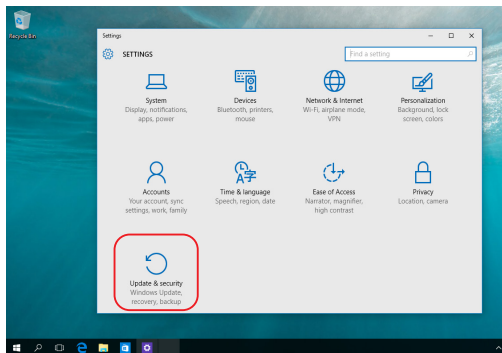 Recycle Bin
Settings
SETTINGS
Find a setting
System
Display, notifications,
apps, power
Devices
Bluetooth, printers,
mouse
Network & Internet
Wi-Fi, airplane mode,
VPN
Personalization
Background, lock
screen, colors
Accounts
Your account, sync
settings, work, family
Time & language
Speech, region, date
Ease of Access
Narrator, magnifier,
high contrast
Privacy
Location, camera
Update & security
Windows Update,
recovery, backup